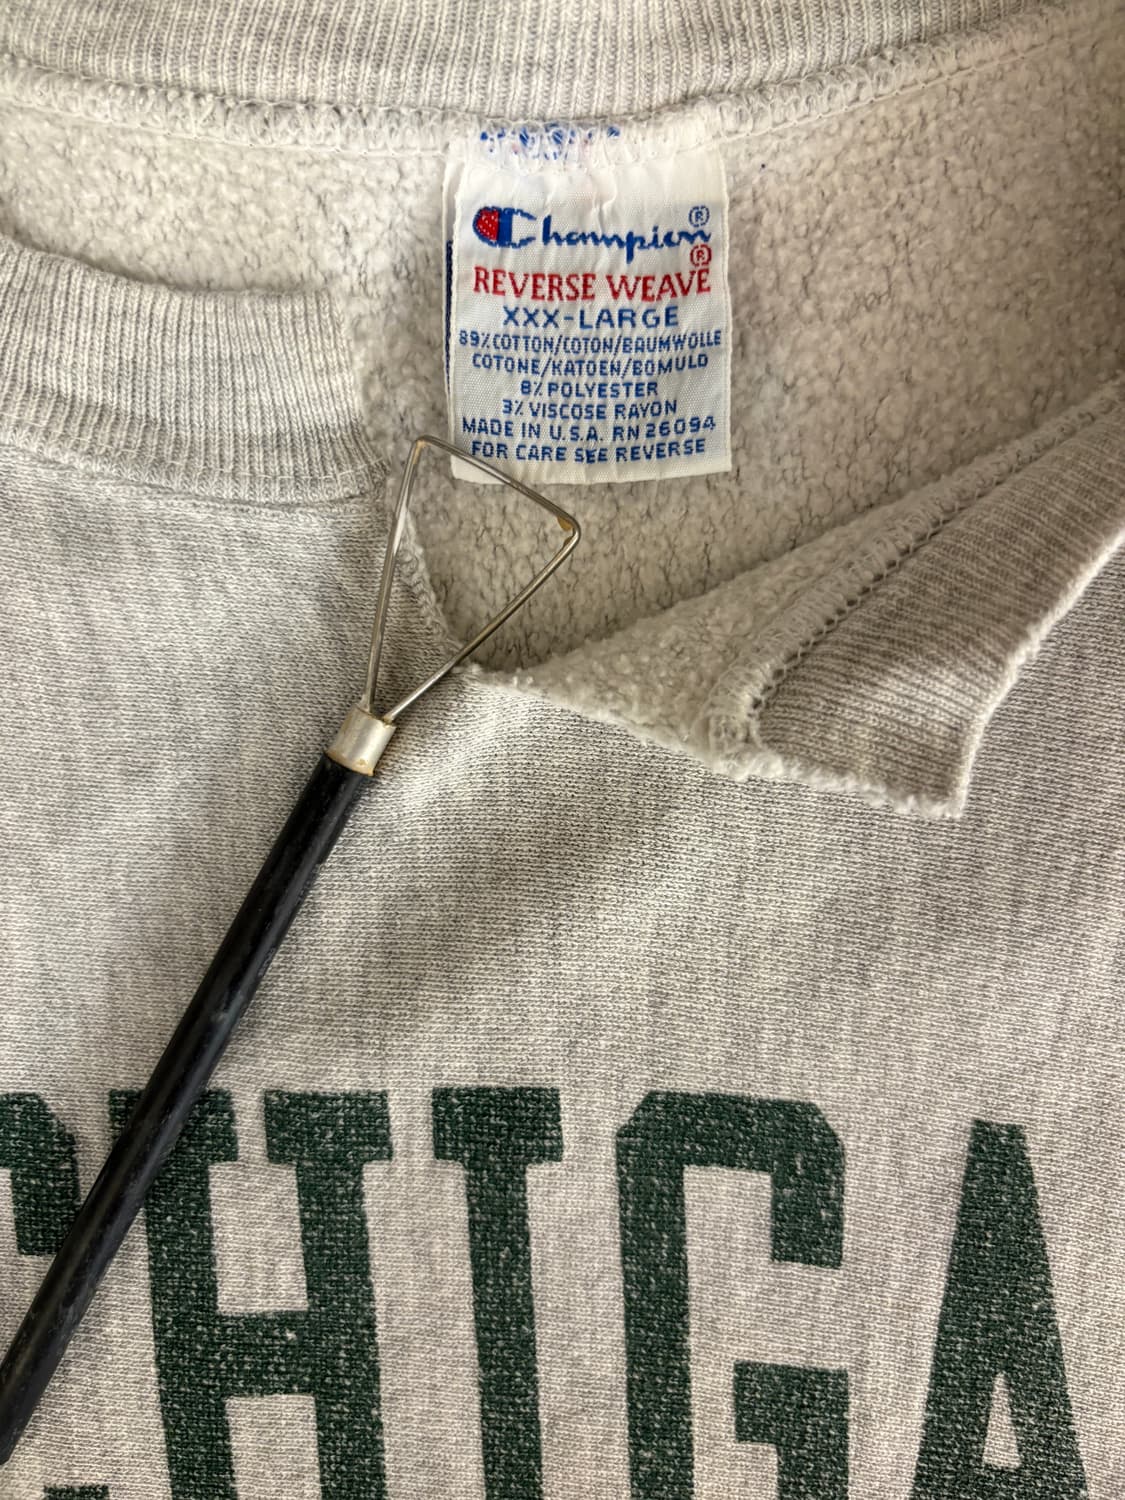 Champion®
REVERSE WEAVE®
XXX-LARGE
89% COTTON/COTON/BAUMWOLLE
COTONE/KATOEN/BOMULD
8% POLYESTER
3% VISCOSE RAYON
MADE IN U.S.A. RN 26094
FOR CARE SEE REVERSE
CHIGA